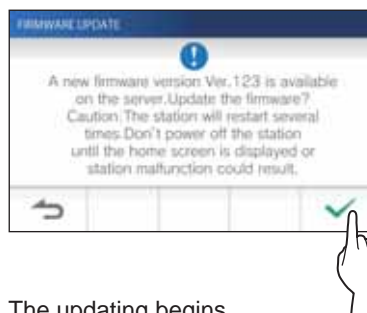 FIRMWARE UPDATE
A new firmware version Ver.123 is available
on the server.Update the firmware?
Caution:The station will restart several
times.Don't power off the station
until the home screen is displayed or
station malfunction could result.
The updating begins